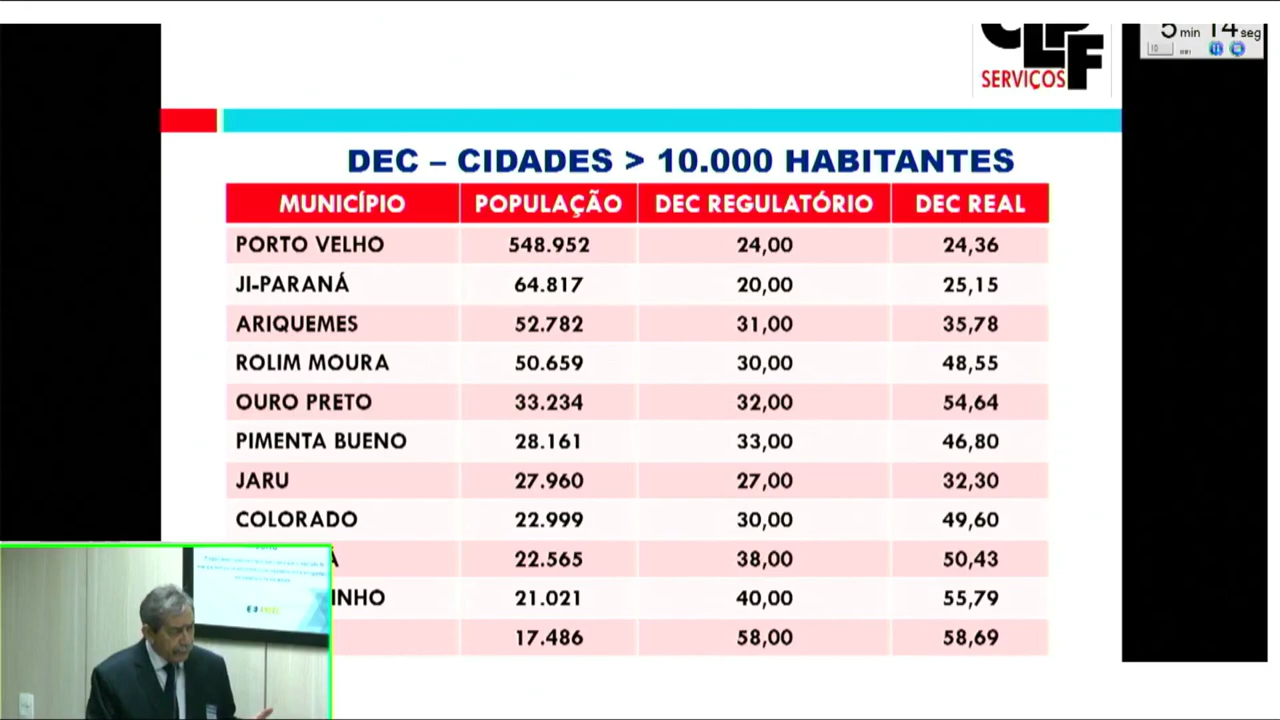 5 min 14 seg
10 min
CLPF
SERVIÇOS
DEC – CIDADES > 10.000 HABITANTES
MUNICÍPIO POPULAÇÃO DEC REGULATÓRIO DEC REAL
PORTO VELHO 548.952 24,00 24,36
JI-PARANÁ 64.817 20,00 25,15
ARIQUEMES 52.782 31,00 35,78
ROLIM MOURA 50.659 30,00 48,55
OURO PRETO 33.234 32,00 54,64
PIMENTA BUENO 28.161 33,00 46,80
JARU 27.960 27,00 32,30
COLORADO 22.999 30,00 49,60
Á 22.565 38,00 50,43
INHO 21.021 40,00 55,79
17.486 58,00 58,69